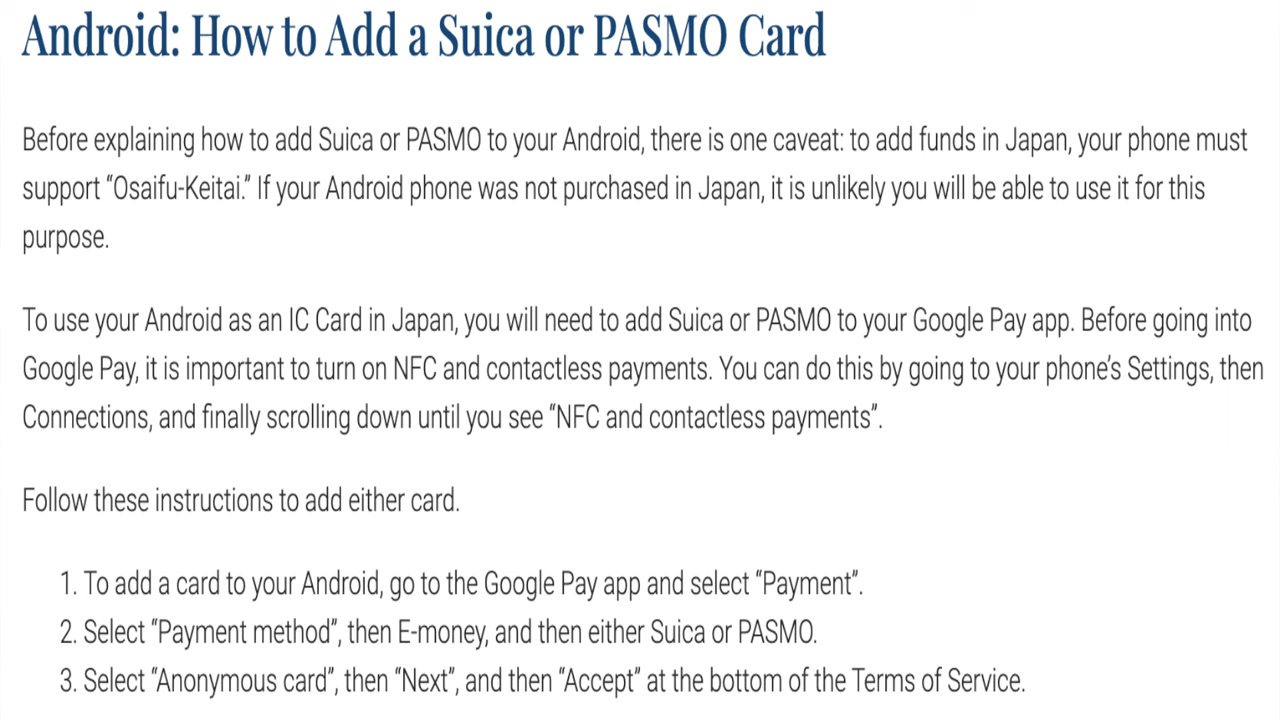 Android: How to Add a Suica or PASMO Card
Before explaining how to add Suica or PASMO to your Android, there is one caveat: to add funds in Japan, your phone must
support “Osaifu-Keitai.” If your Android phone was not purchased in Japan, it is unlikely you will be able to use it for this
purpose.
To use your Android as an IC Card in Japan, you will need to add Suica or PASMO to your Google Pay app. Before going into
Google Pay, it is important to turn on NFC and contactless payments. You can do this by going to your phone’s Settings, then
Connections, and finally scrolling down until you see “NFC and contactless payments”.
Follow these instructions to add either card.
1. To add a card to your Android, go to the Google Pay app and select “Payment”.
2. Select “Payment method”, then E-money, and then either Suica or PASMO.
3. Select “Anonymous card”, then “Next”, and then “Accept” at the bottom of the Terms of Service.